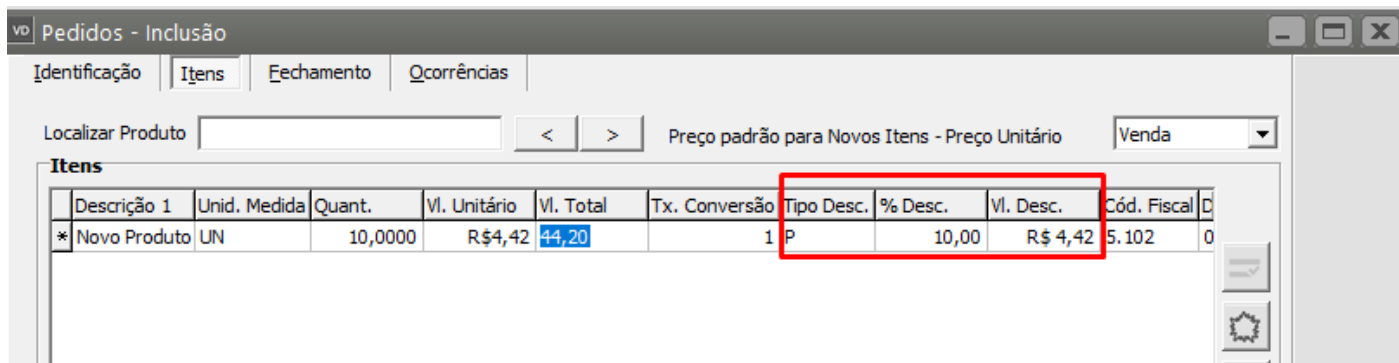 VD Pedidos - Inclusão
Identificação Itens Fechamento Ocorrências
Localizar Produto < > Preço padrão para Novos Itens - Preço Unitário Venda
Itens
Descrição 1 Unid. Medida Quant. Vl. Unitário Vl. Total Tx. Conversão Tipo Desc. % Desc. Vl. Desc. Cód. Fiscal D
* Novo Produto UN 10,0000 R$4,42 44,20 1 P 10,00 R$ 4,42 5.102 0